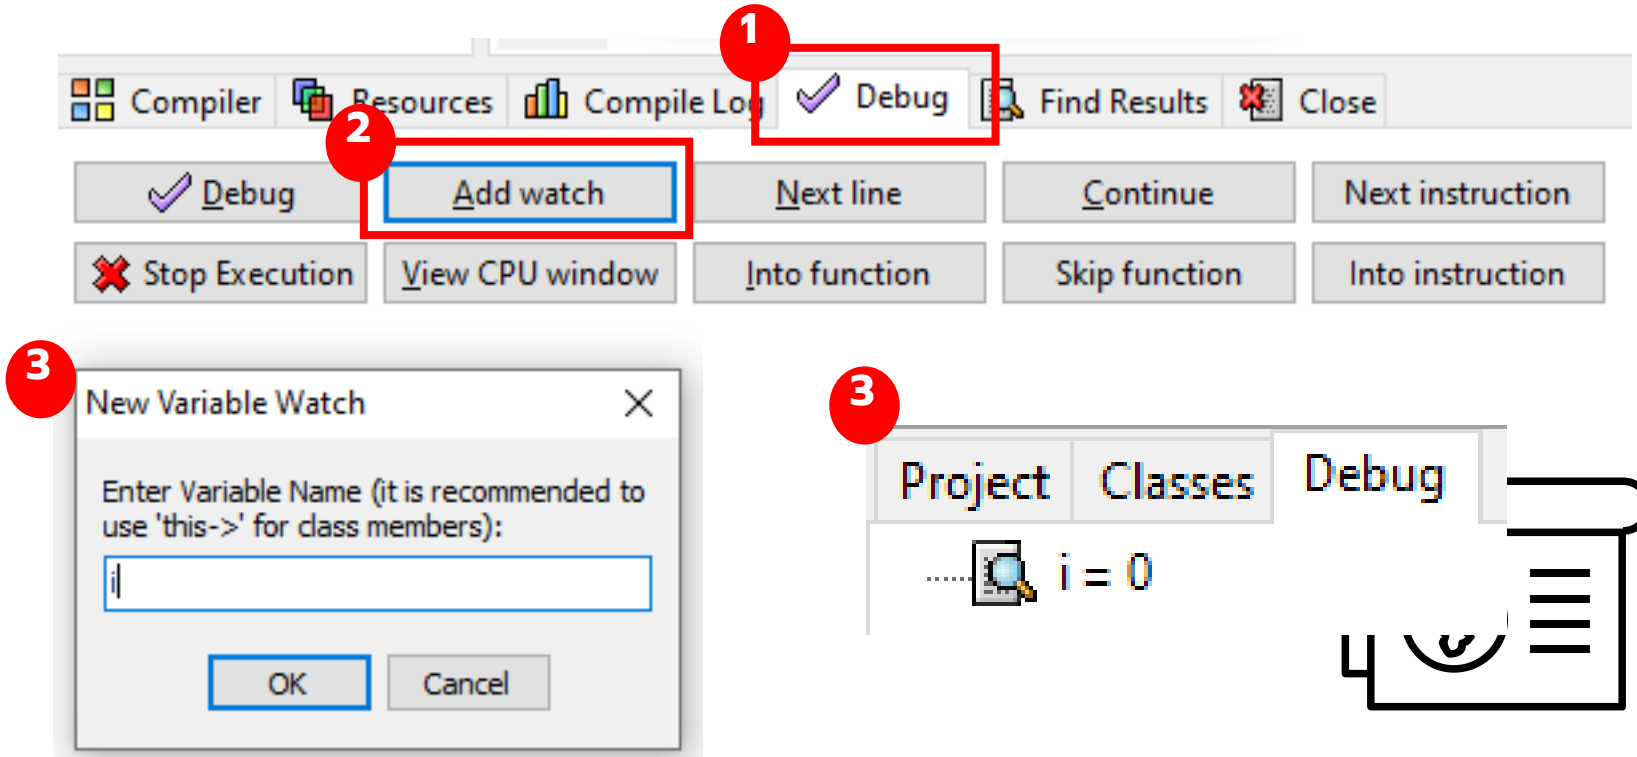 1
Compiler Resources Compile Log Debug Find Results Close
2
Debug Add watch Next line Continue Next instruction
Stop Execution View CPU window Into function Skip function Into instruction
3
New Variable Watch
Enter Variable Name (it is recommended to
use 'this->' for class members):
i
OK Cancel
3
Project Classes Debug
i = 0